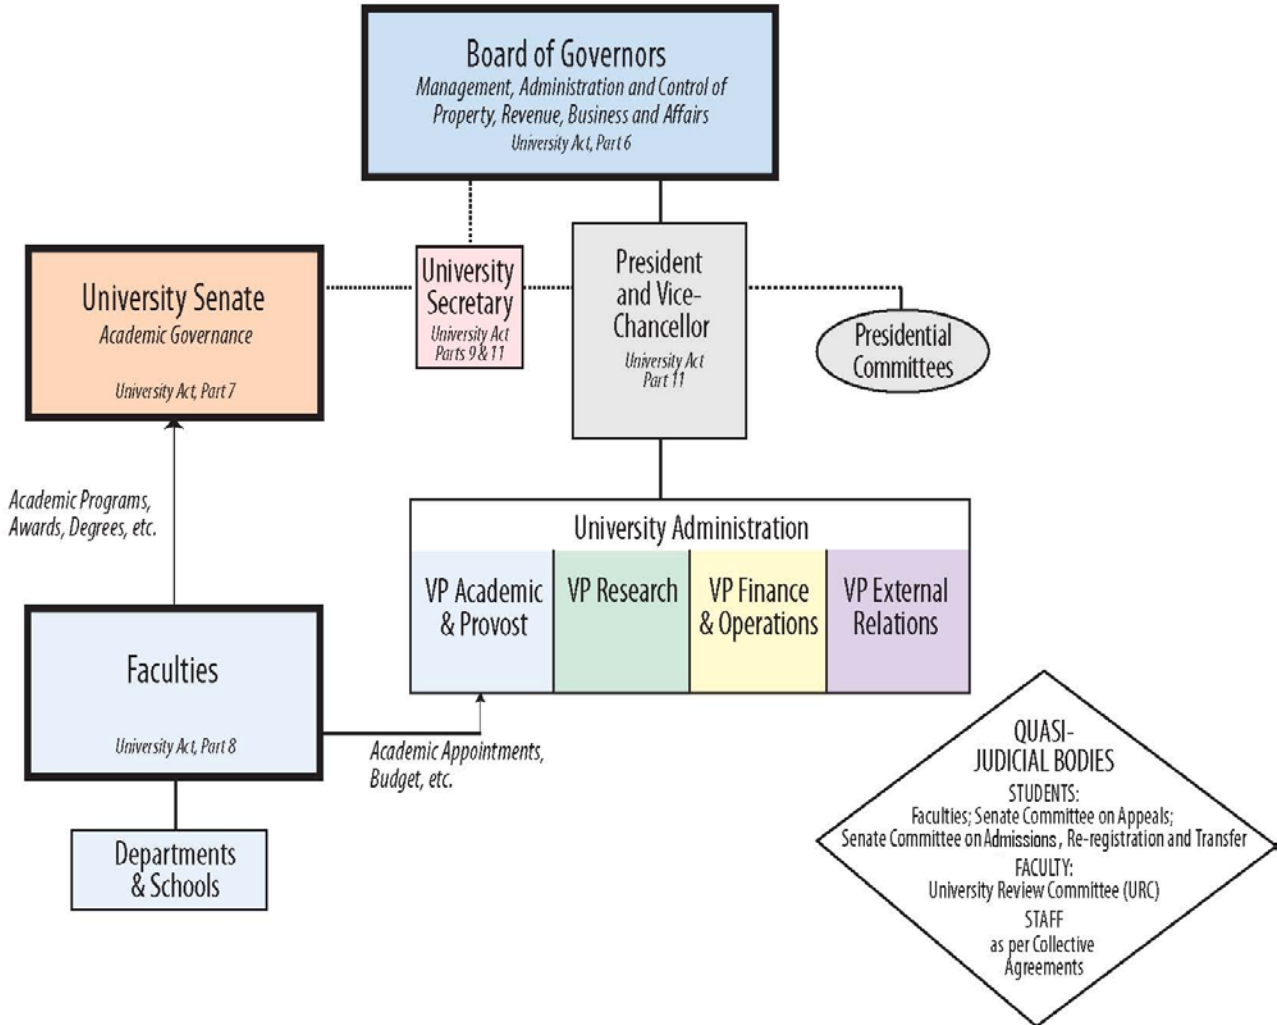 Board of Governors
Management, Administration and Control of
Property, Revenue, Business and Affairs
University Act, Part 6
University Senate
Academic Governance
University Act, Part 7
University
Secretary
University Act
Parts 9 & 11
President
and Vice-
Chancellor
University Act
Part 11
Presidential
Committees
Academic Programs,
Awards, Degrees, etc.
University Administration
VP Academic
& Provost
VP Research
VP Finance
& Operations
VP External
Relations
Faculties
University Act, Part 8
Academic Appointments,
Budget, etc.
Departments
& Schools
QUASI-
JUDICIAL BODIES
STUDENTS:
Faculties; Senate Committee on Appeals;
Senate Committee on Admissions, Re-registration and Transfer
FACULTY:
University Review Committee (URC)
STAFF
as per Collective
Agreements